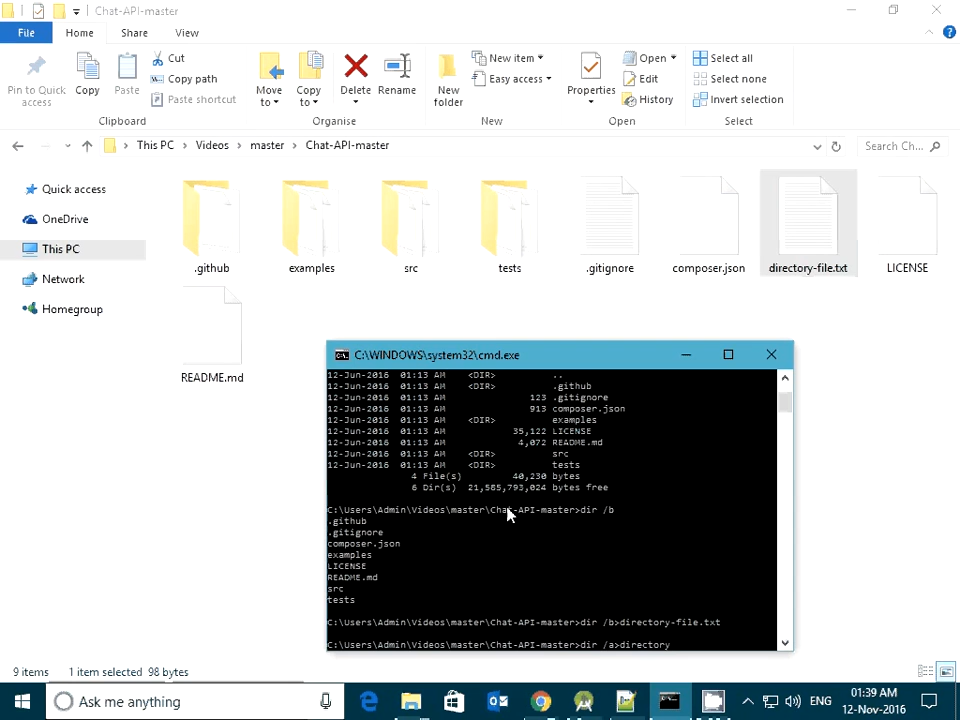 Chat-API-master
File Home Share View
Pin to Quick access
Copy
Paste
Cut
Copy path
Paste shortcut
Move to
Copy to
Delete
Rename
New folder
New item
Easy access
Properties
Open
Edit
History
Select all
Select none
Invert selection
Clipboard Organise New Open Select
This PC › Videos › master › Chat-API-master
Search Ch...
Quick access
OneDrive
This PC
Network
Homegroup
.github examples src tests .gitignore composer.json directory-file.txt LICENSE
README.md
C:\WINDOWS\system32\cmd.exe
12-Jun-2016 01:13 AM <DIR> ..
12-Jun-2016 01:13 AM <DIR> .github
12-Jun-2016 01:13 AM 123 .gitignore
12-Jun-2016 01:13 AM 913 composer.json
12-Jun-2016 01:13 AM <DIR> examples
12-Jun-2016 01:13 AM 35,122 LICENSE
12-Jun-2016 01:13 AM 4,072 README.md
12-Jun-2016 01:13 AM <DIR> src
12-Jun-2016 01:13 AM <DIR> tests
4 File(s) 40,230 bytes
6 Dir(s) 21,585,793,024 bytes free
C:\Users\Admin\Videos\master\Chat-API-master>dir /b
.github
.gitignore
composer.json
examples
LICENSE
README.md
src
tests
C:\Users\Admin\Videos\master\Chat-API-master>dir /b>directory-file.txt
C:\Users\Admin\Videos\master\Chat-API-master>dir /a>directory
9 items 1 item selected 98 bytes
Ask me anything
ENG
01:39 AM
12-Nov-2016